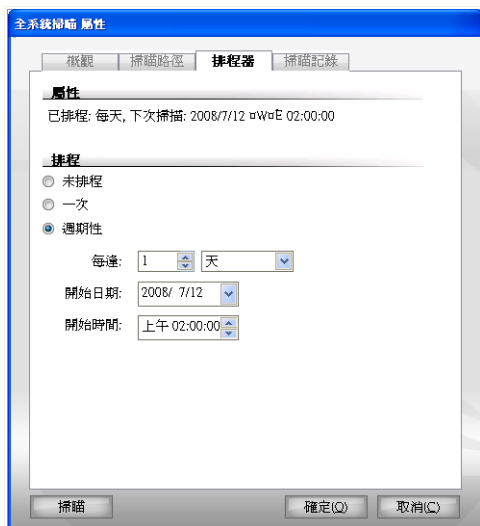 全系統掃瞄 屬性
概觀 掃瞄路徑 排程器 掃瞄記錄
屬性
已排程: 每天, 下次掃描: 2008/7/12 ¤W¤È 02:00:00
排程
未排程
一次
週期性
每逢: 1 天
開始日期: 2008/ 7/12
開始時間: 上午 02:00:00
掃瞄 確定(O) 取消(C)